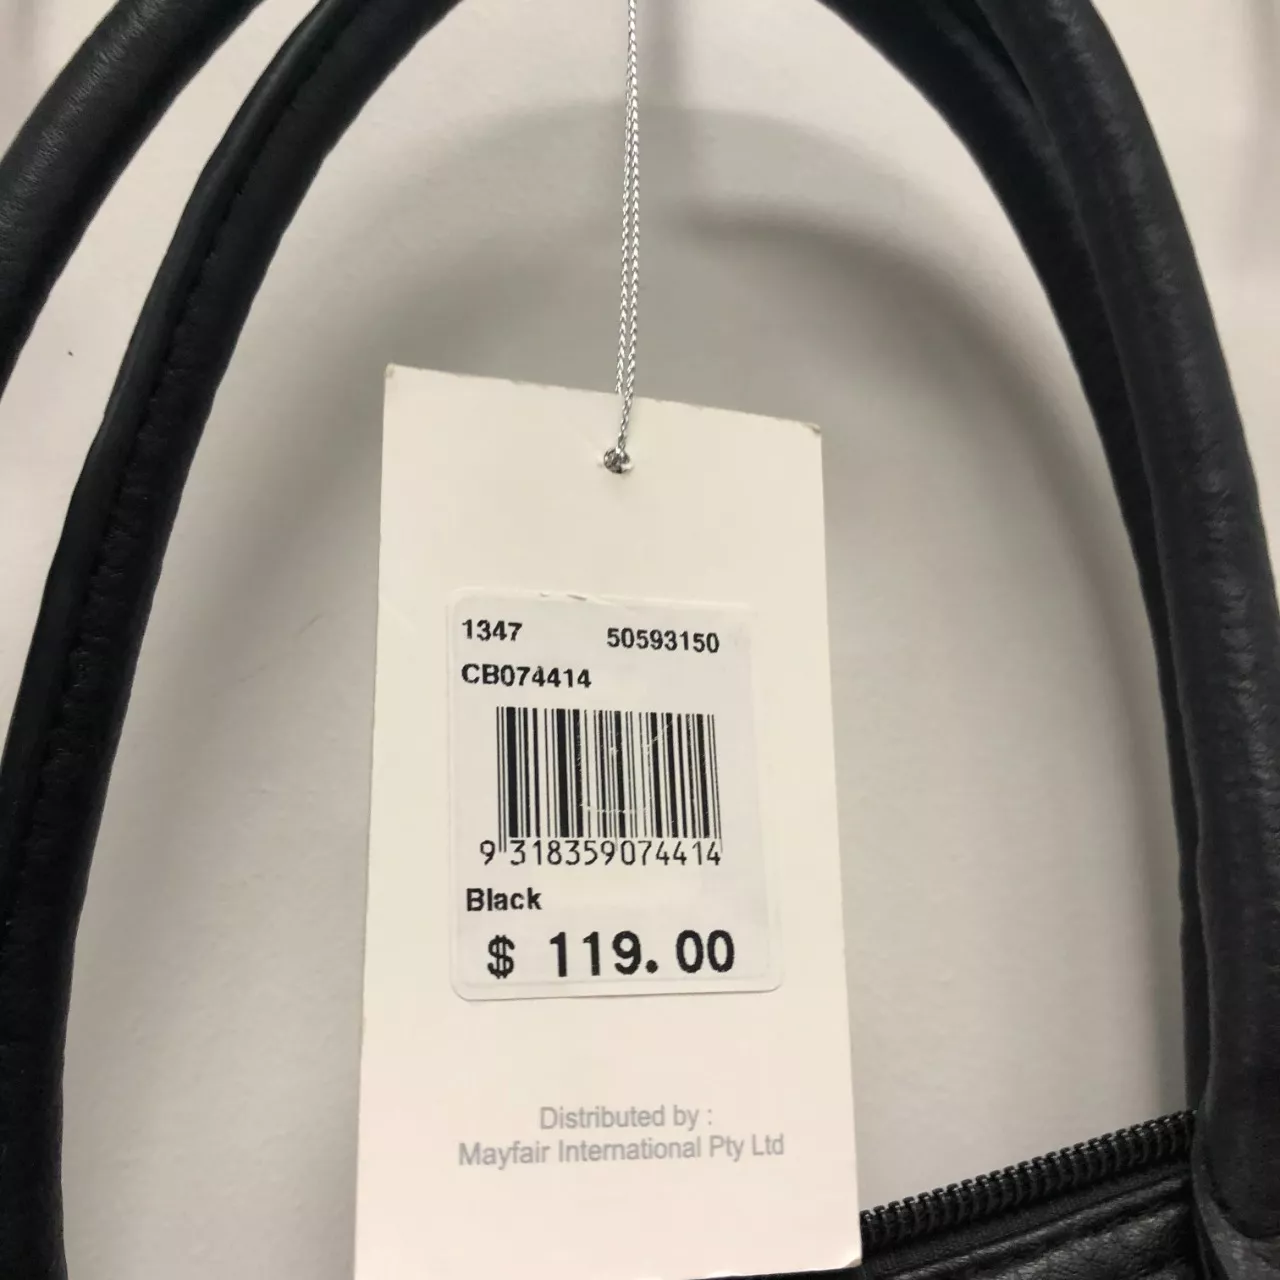 1347 50593150
CB074414
9 318359 074414
Black
$ 119.00
Distributed by :
Mayfair International Pty Ltd